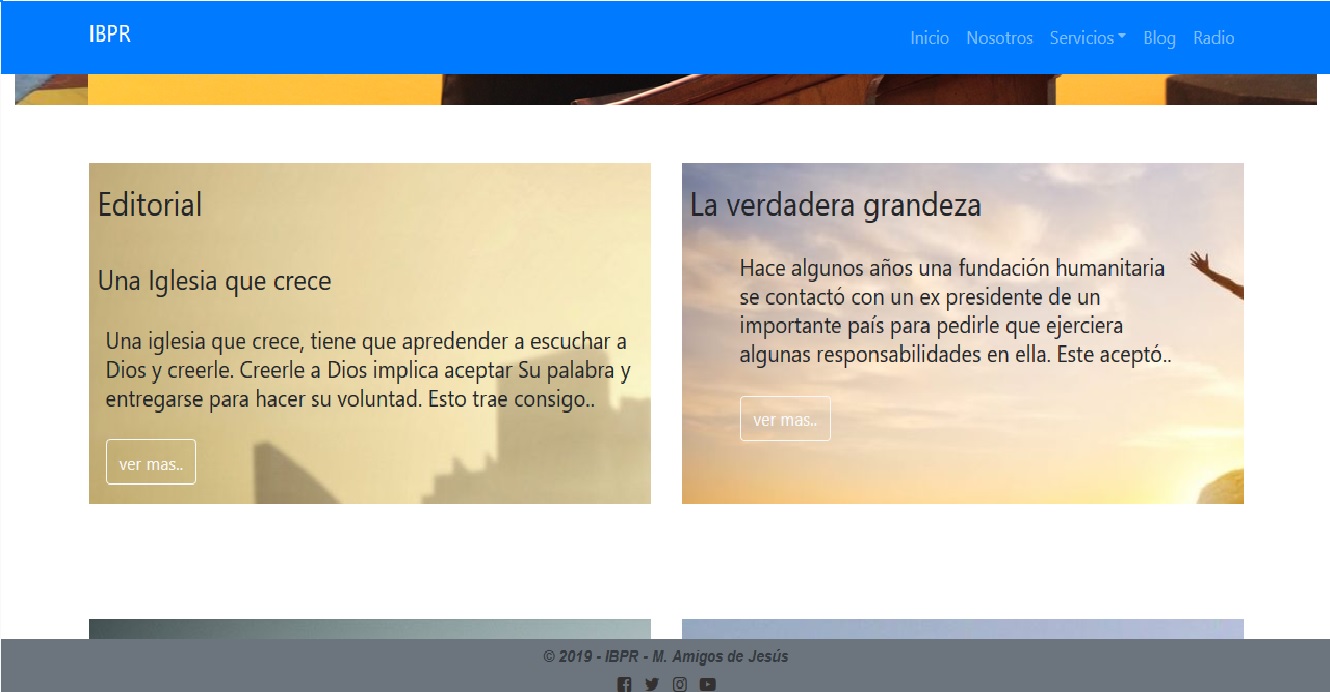 IBPR
Inicio Nosotros Servicios Blog Radio
Editorial
Una Iglesia que crece
Una iglesia que crece, tiene que apredender a escuchar a
Dios y creerle. Creerle a Dios implica aceptar Su palabra y
entregarse para hacer su voluntad. Esto trae consigo..
ver mas..
La verdadera grandeza
Hace algunos años una fundación humanitaria
se contactó con un ex presidente de un
importante país para pedirle que ejerciera
algunas responsabilidades en ella. Este aceptó..
ver mas..
© 2019 - IBPR - M. Amigos de Jesús